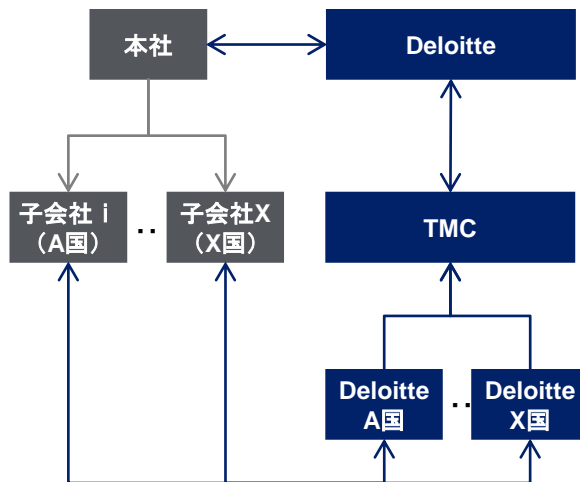 本社
Deloitte
子会社 i
（A国）
..
子会社X
（X国）
TMC
Deloitte
A国
..
Deloitte
X国